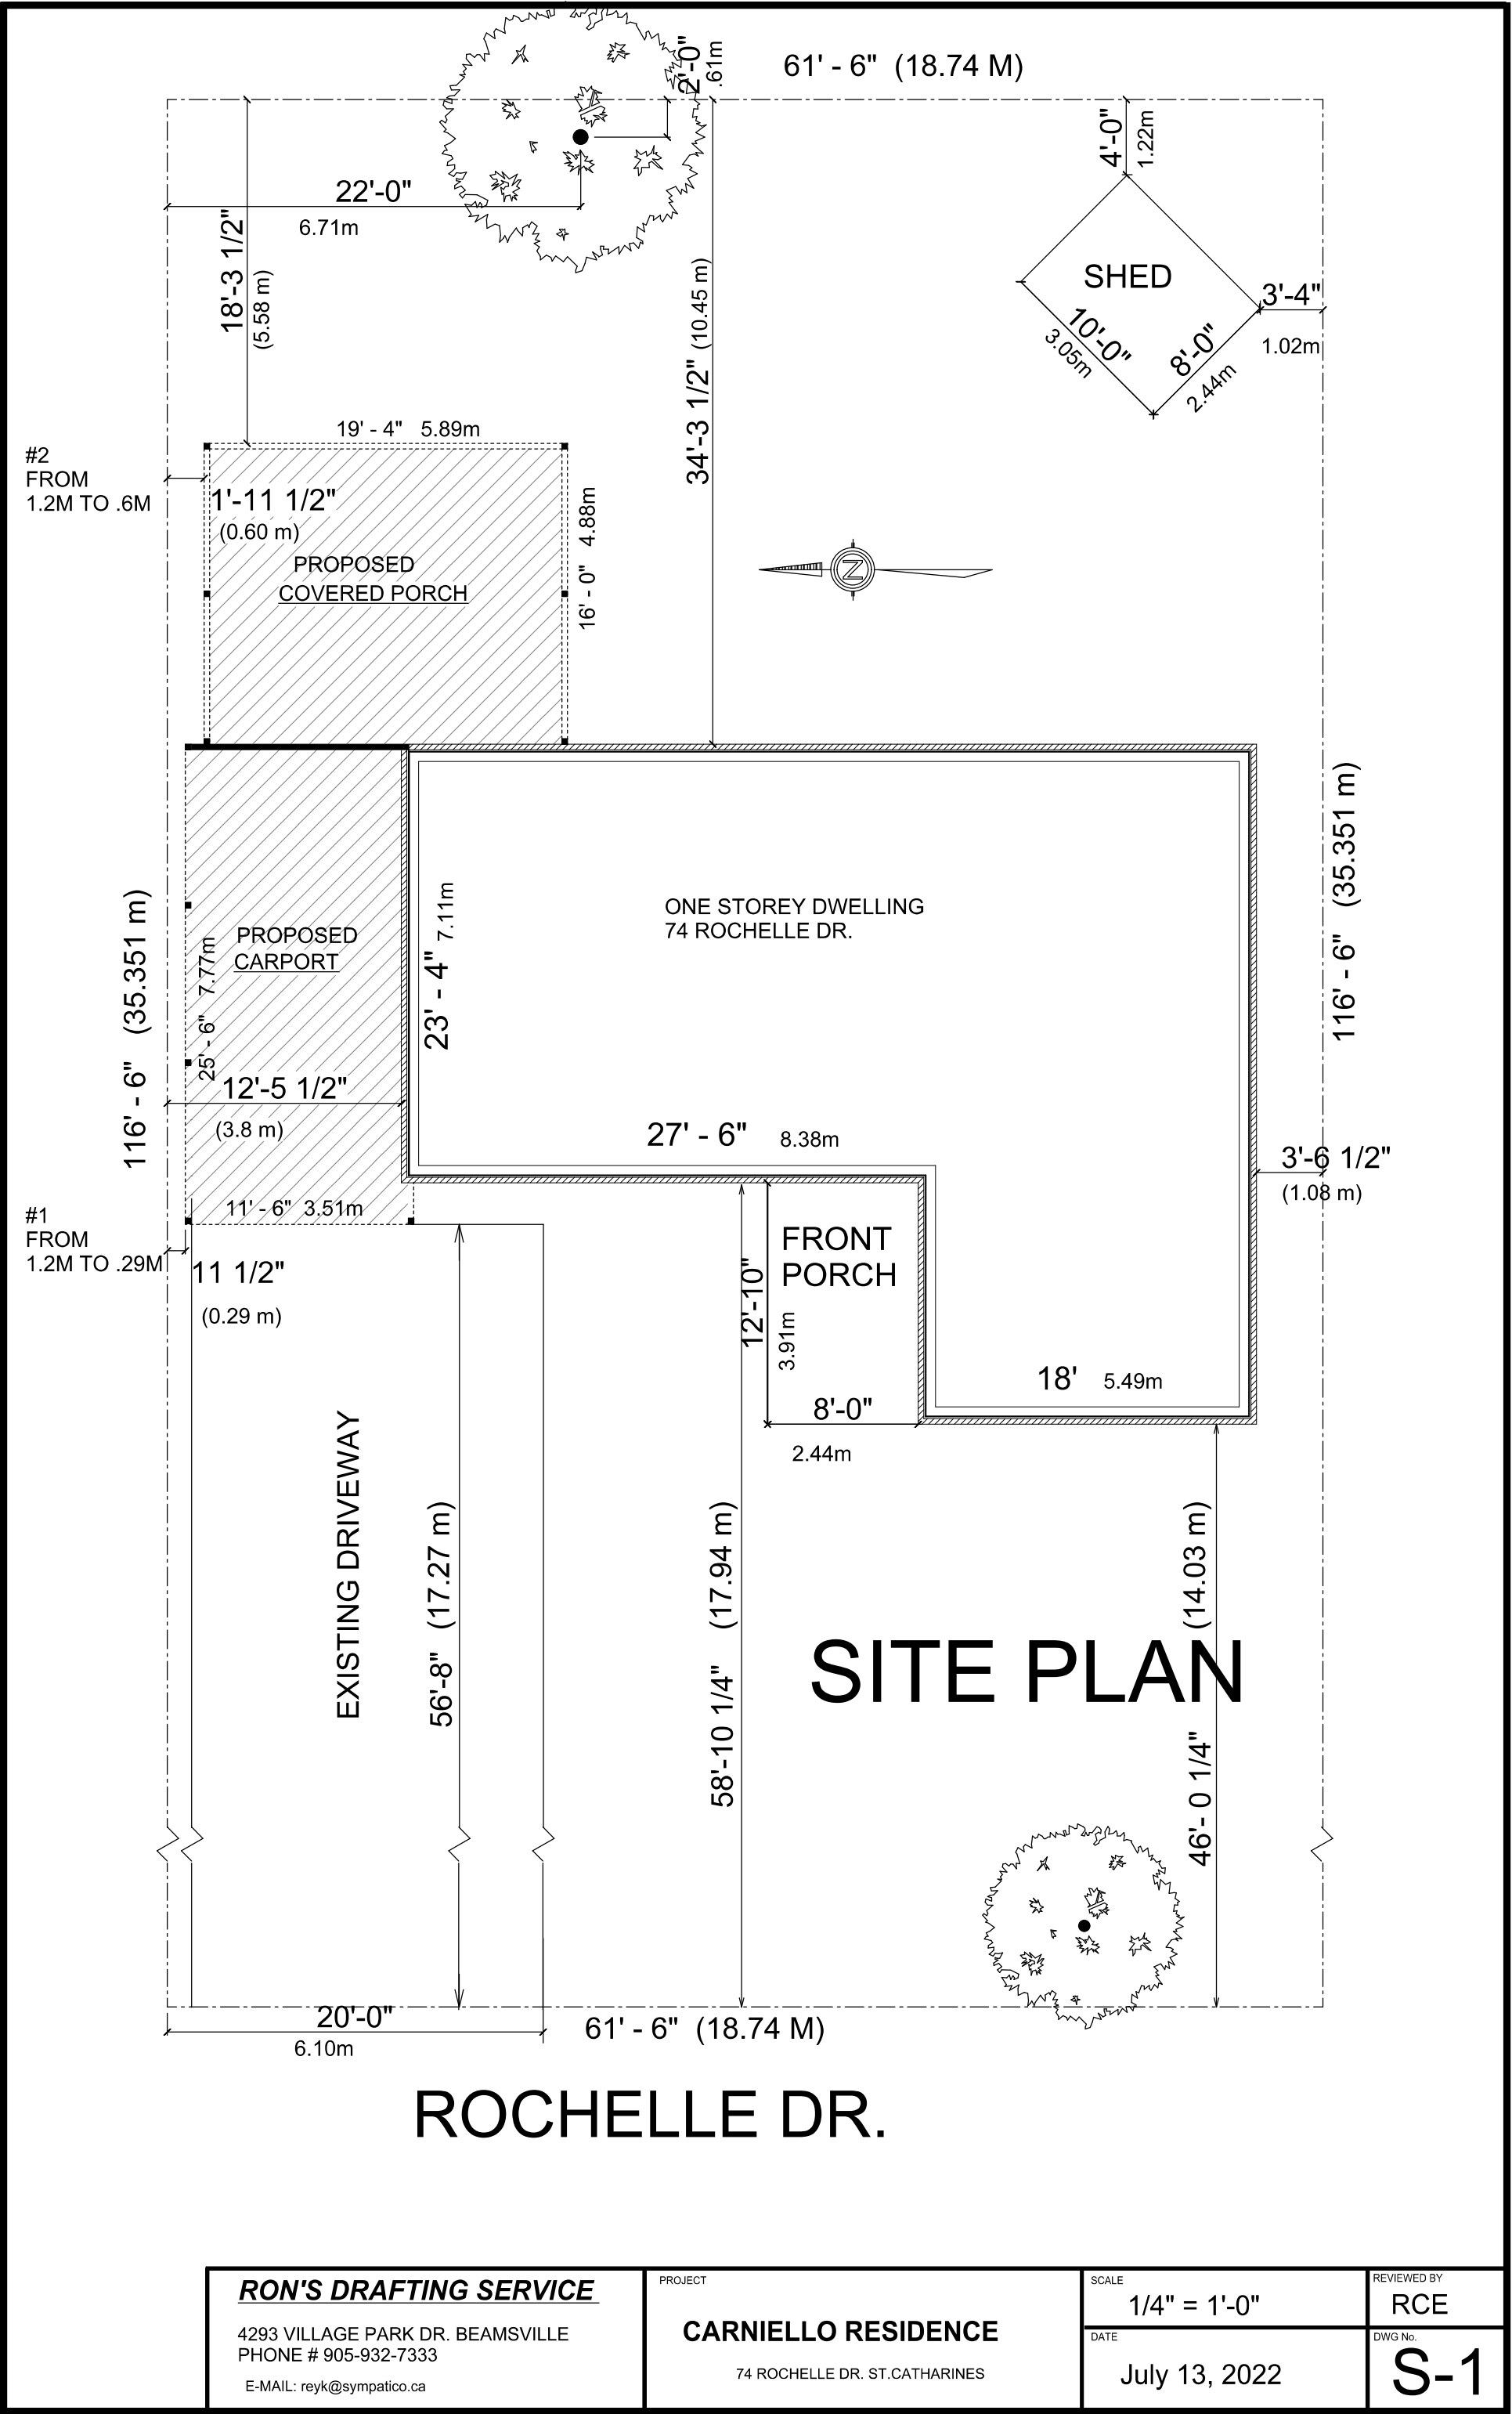 61' - 6" (18.74 M)
2'-0"
.61m
4'-0"
1.22m
22'-0"
6.71m
18'-3 1/2"
(5.58 m)
34'-3 1/2" (10.45 m)
SHED
3'-4"
1.02m
10'-0"
3.05m
8'-0"
2.44m
19' - 4" 5.89m
#2
FROM
1.2M TO .6M
1'-11 1/2"
(0.60 m)
16' - 0" 4.88m
PROPOSED
COVERED PORCH
Z
116' - 6" (35.351 m)
116' - 6" (35.351 m)
ONE STOREY DWELLING
74 ROCHELLE DR.
23' - 4" 7.11m
PROPOSED
CARPORT
25' - 6" 7.77m
12'-5 1/2"
(3.8 m)
27' - 6" 8.38m
3'-6 1/2"
(1.08 m)
11' - 6" 3.51m
#1
FROM
1.2M TO .29M
11 1/2"
(0.29 m)
FRONT
PORCH
12'-10"
3.91m
8'-0"
2.44m
18' 5.49m
EXISTING DRIVEWAY
56'-8" (17.27 m)
58'-10 1/4" (17.94 m)
46'- 0 1/4" (14.03 m)
SITE PLAN
20'-0"
6.10m
61' - 6" (18.74 M)
ROCHELLE DR.
RON'S DRAFTING SERVICE
4293 VILLAGE PARK DR. BEAMSVILLE
PHONE # 905-932-7333
E-MAIL: reyk@sympatico.ca
PROJECT
CARNIELLO RESIDENCE
74 ROCHELLE DR. ST.CATHARINES
SCALE
1/4" = 1'-0"
DATE
July 13, 2022
REVIEWED BY
RCE
DWG No.
S-1